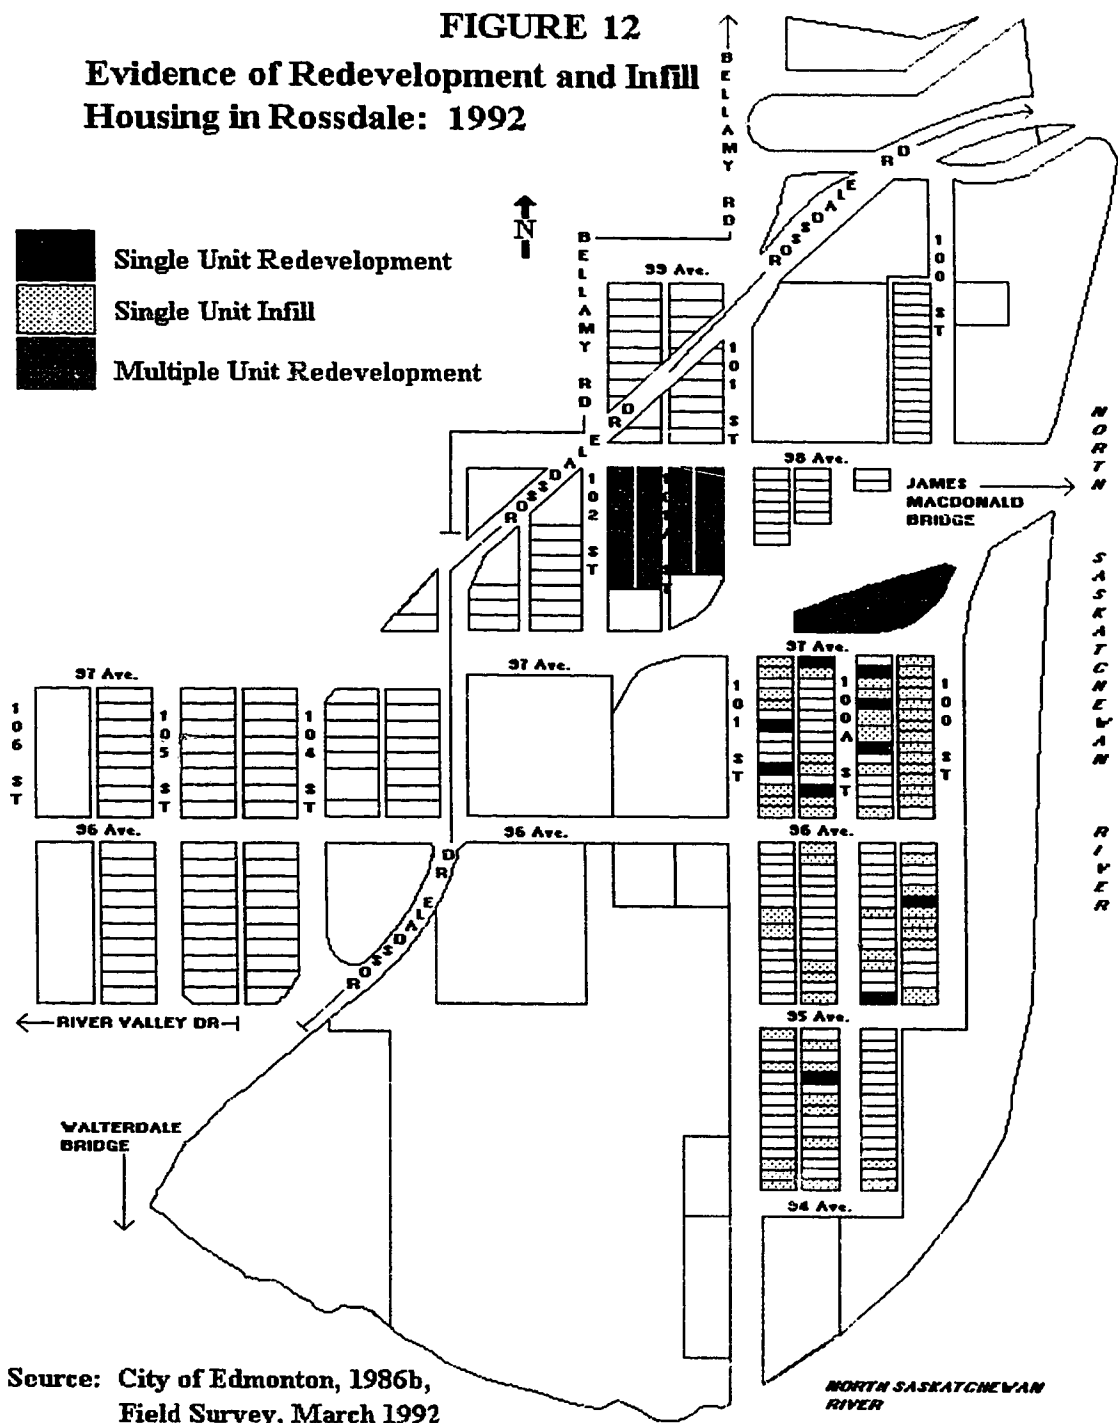 FIGURE 12
Evidence of Redevelopment and Infill
Housing in Rossdale: 1992
N
Single Unit Redevelopment
Single Unit Infill
Multiple Unit Redevelopment
BELLAMY RD
BELLAMY RD
ROSSDALE RD
100 ST
99 Ave.
101 ST
ROSSDALE RD
98 Ave.
102 ST
JAMES
MACDONALD
BRIDGE
NORTH SASKATCHEWAN RIVER
97 Ave.
97 Ave.
97 Ave.
106 ST
105 ST
104 ST
101 ST
100A ST
100 ST
96 Ave.
96 Ave.
96 Ave.
ROSSDALE RD
RIVER VALLEY DR
95 Ave.
WALTERDALE
BRIDGE
94 Ave.
Source: City of Edmonton, 1986b,
Field Survey, March 1992
NORTH SASKATCHEWAN
RIVER